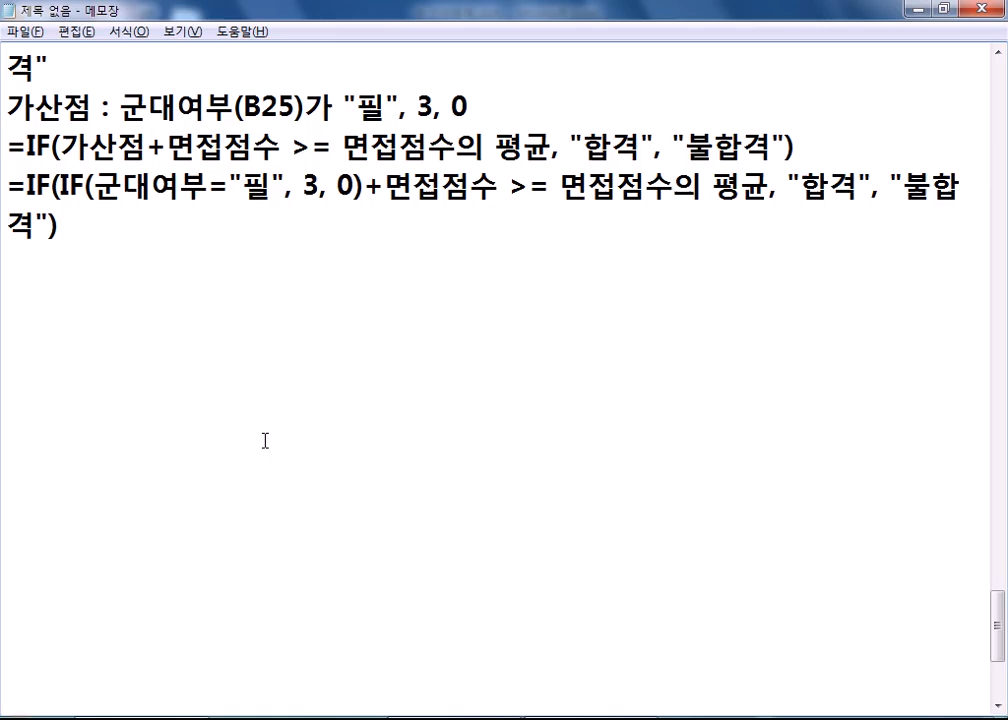 제목 없음 - 메모장
파일(F) 편집(E) 서식(O) 보기(V) 도움말(H)
격"
가산점 : 군대여부(B25)가 "필", 3, 0
=IF(가산점+면접점수 >= 면접점수의 평균, "합격", "불합격")
=IF(IF(군대여부="필", 3, 0)+면접점수 >= 면접점수의 평균, "합격", "불합
격")